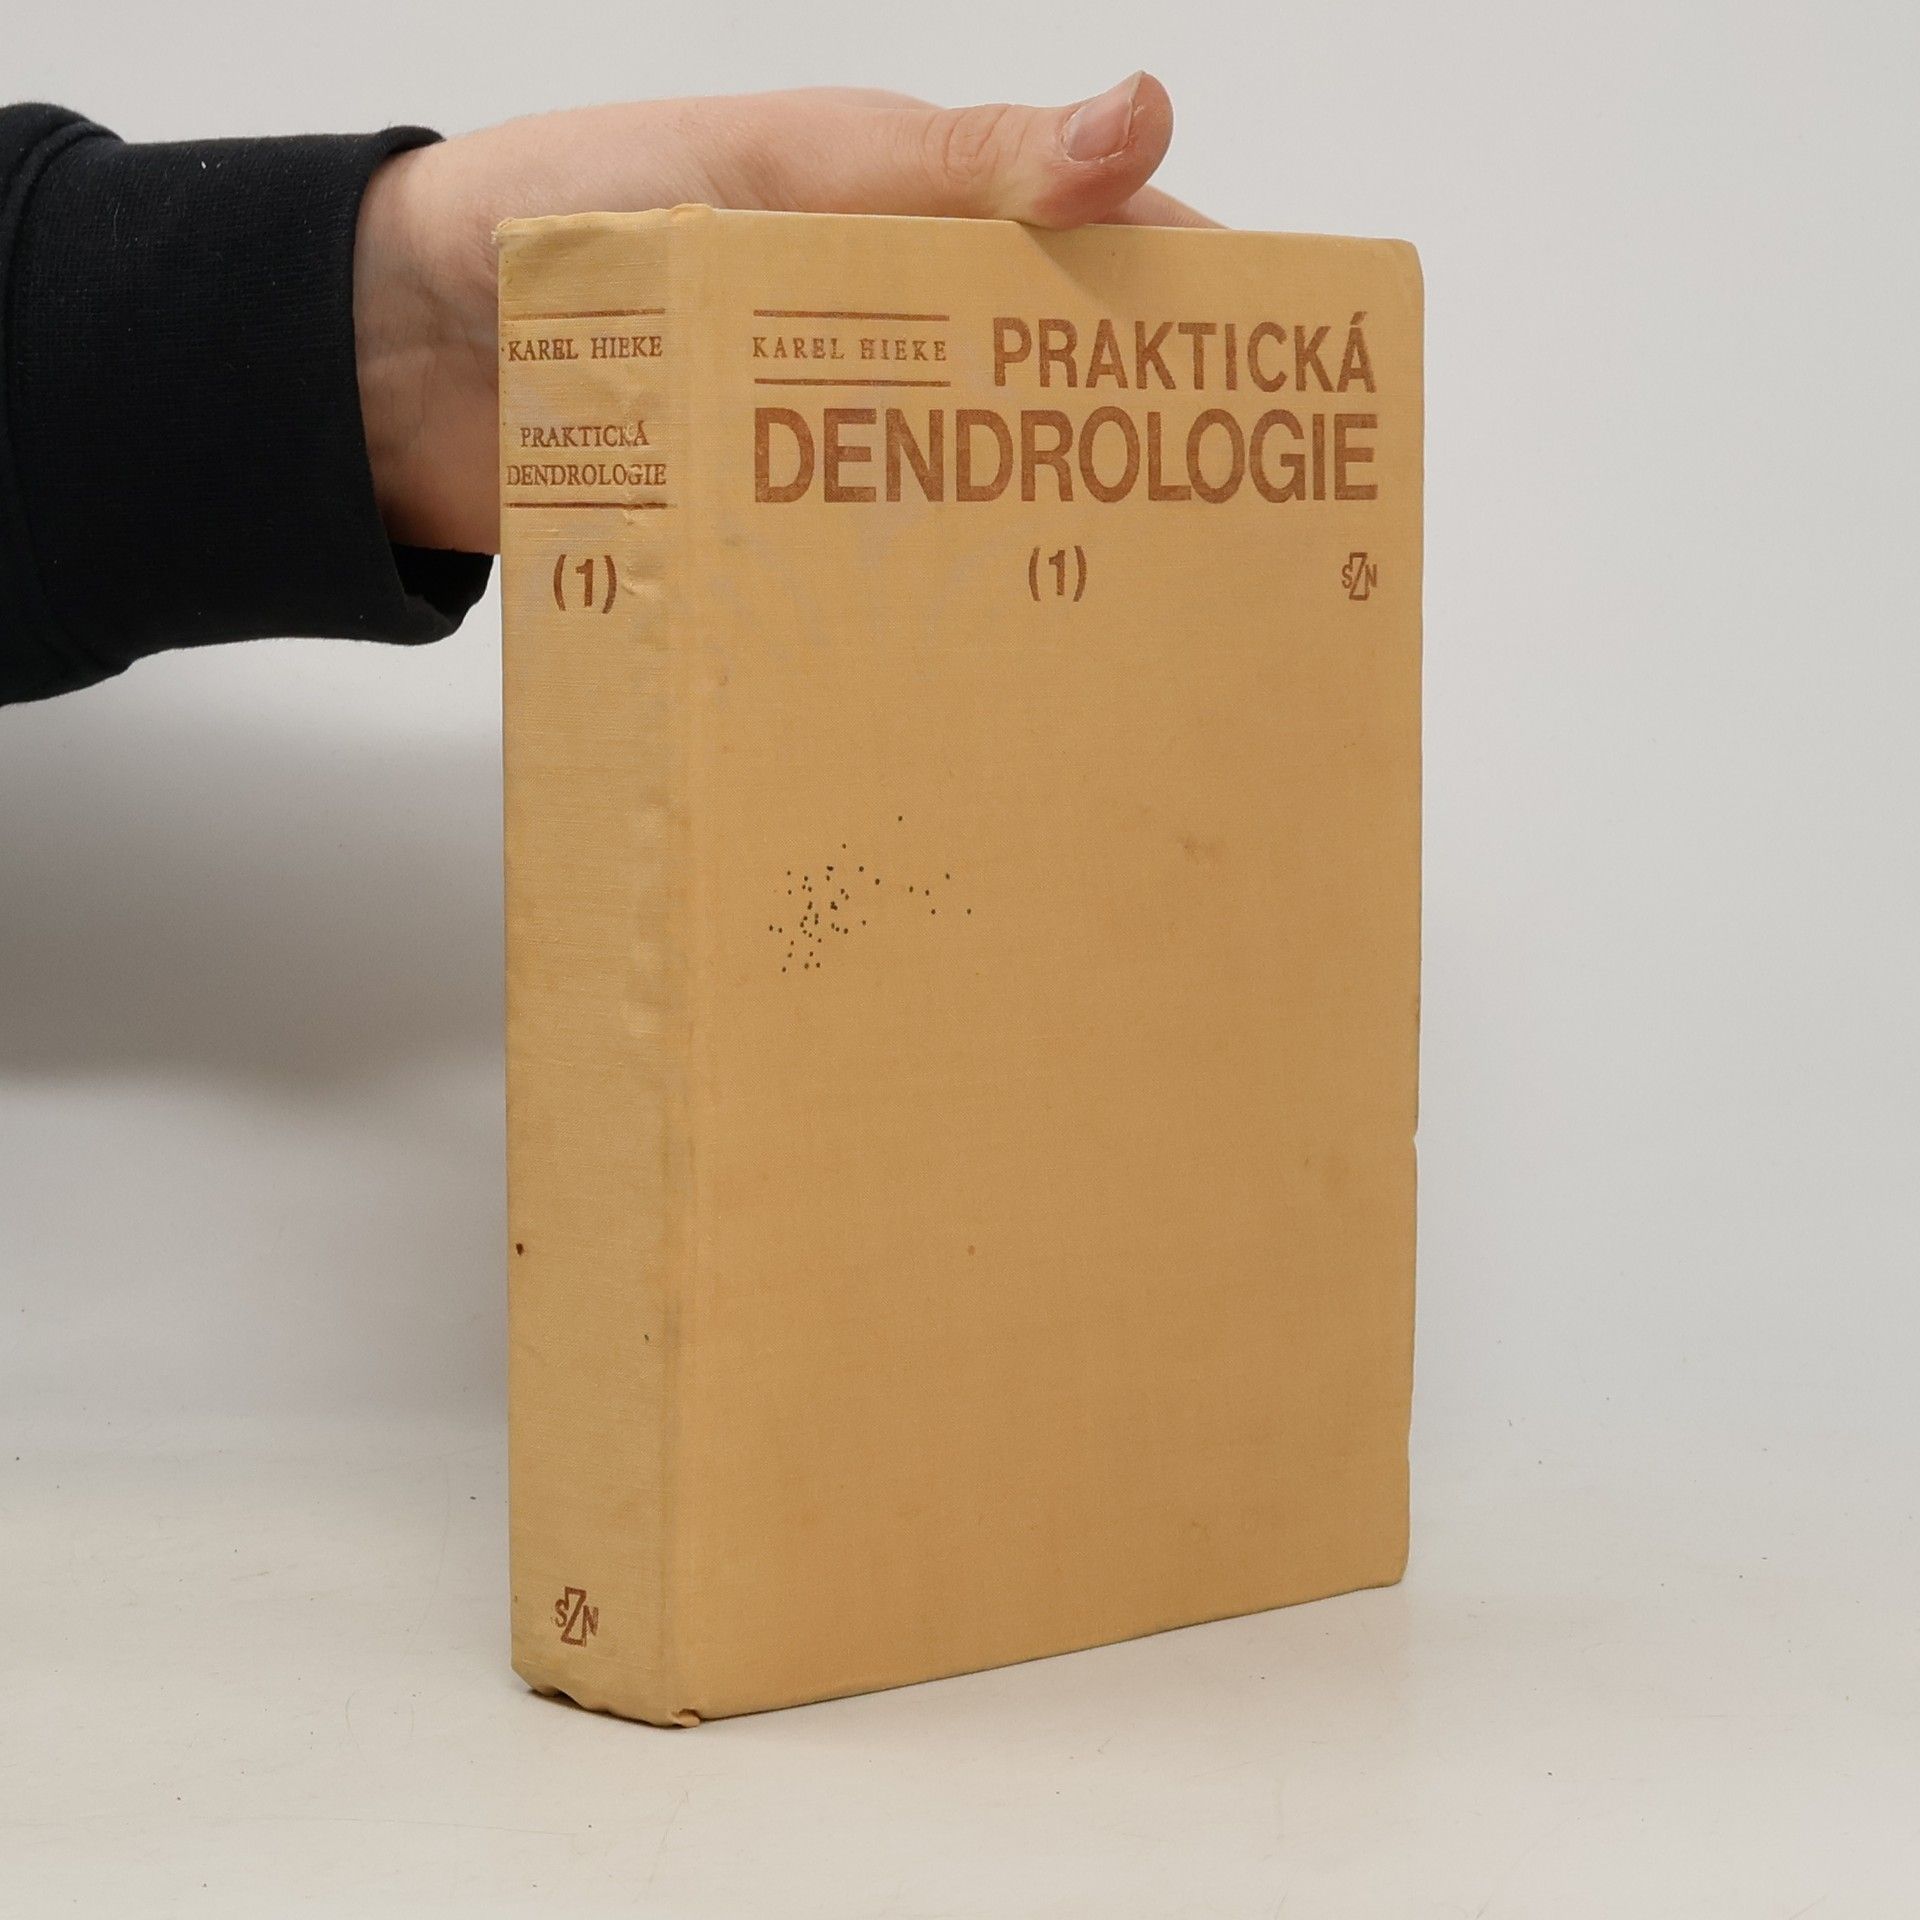 KAREL HIEKE
PRAKTICKÁ
DENDROLOGIE
(1)
SZN
KAREL HIEKE
PRAKTICKÁ
DENDROLOGIE
(1)
SZN